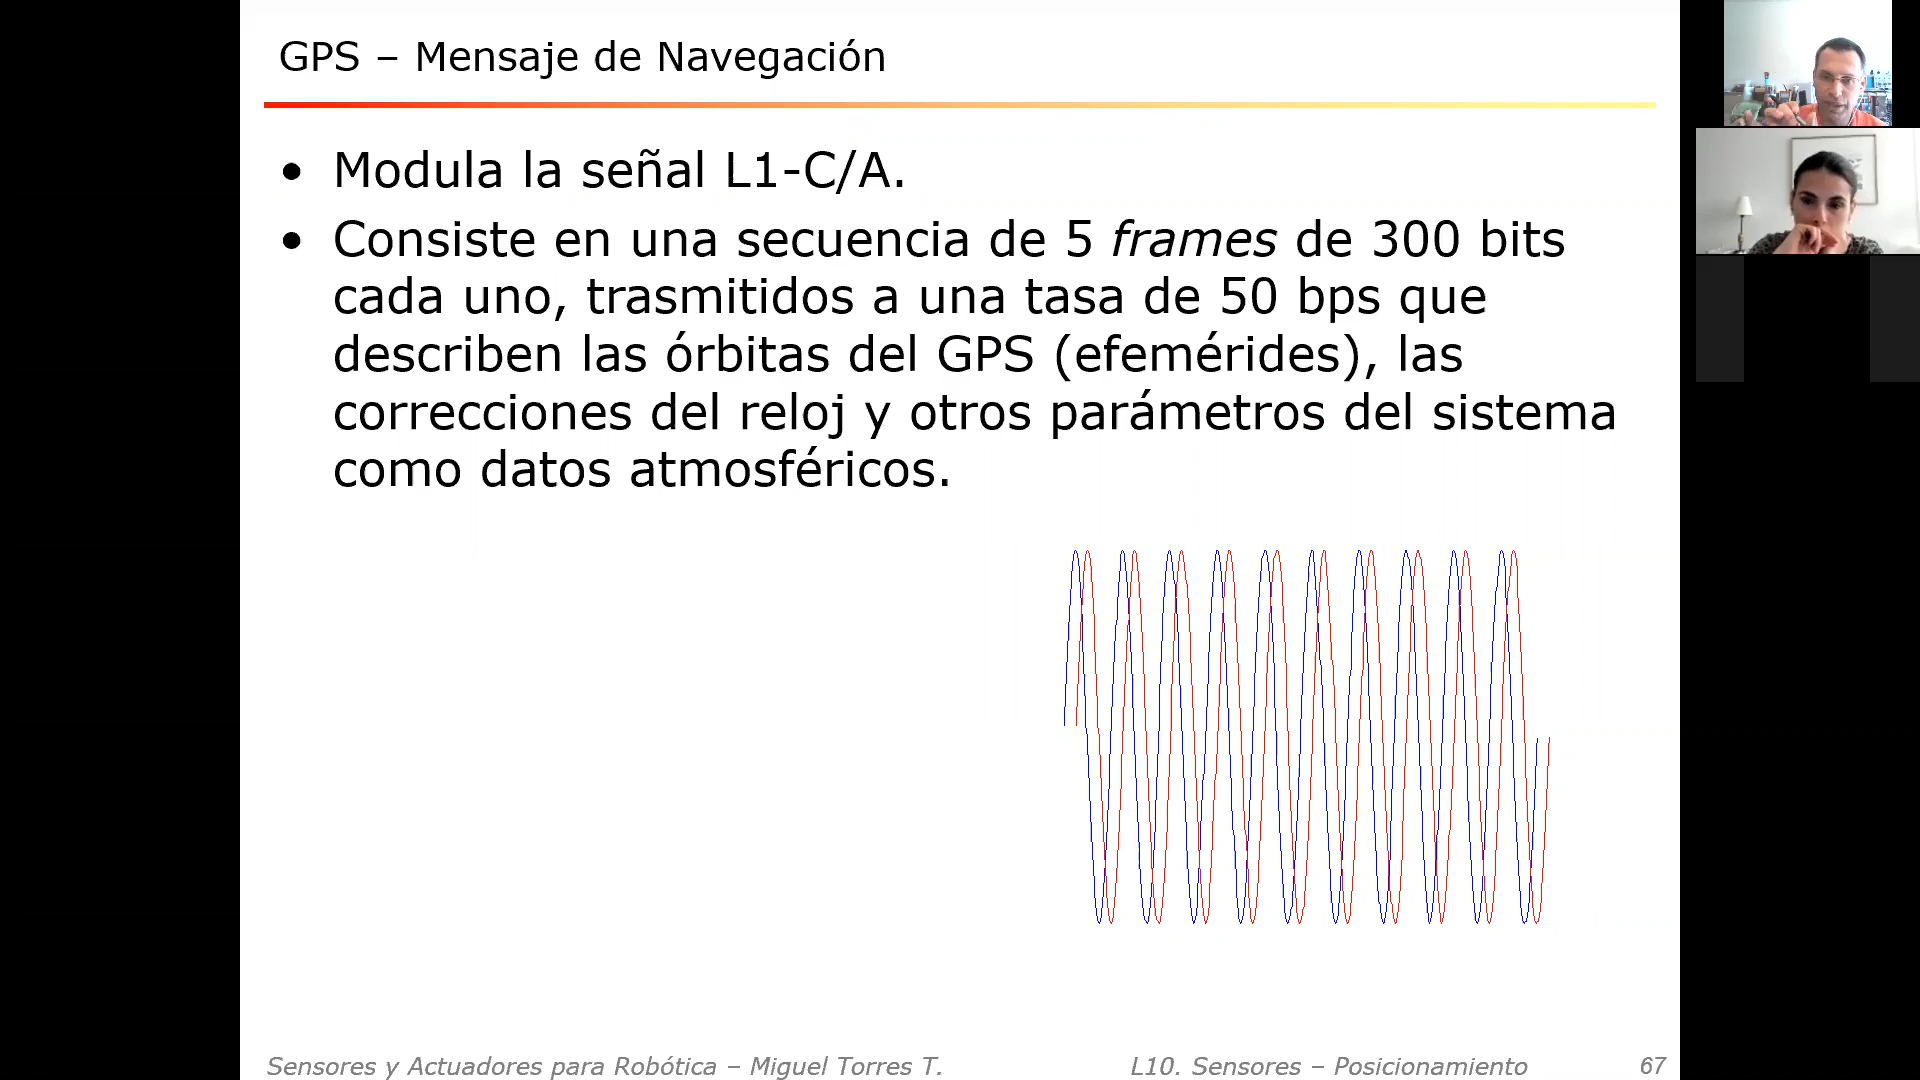 GPS – Mensaje de Navegación
• Modula la señal L1-C/A.
• Consiste en una secuencia de 5 frames de 300 bits
cada uno, trasmitidos a una tasa de 50 bps que
describen las órbitas del GPS (efemérides), las
correcciones del reloj y otros parámetros del sistema
como datos atmosféricos.
Sensores y Actuadores para Robótica – Miguel Torres T. L10. Sensores – Posicionamiento 67